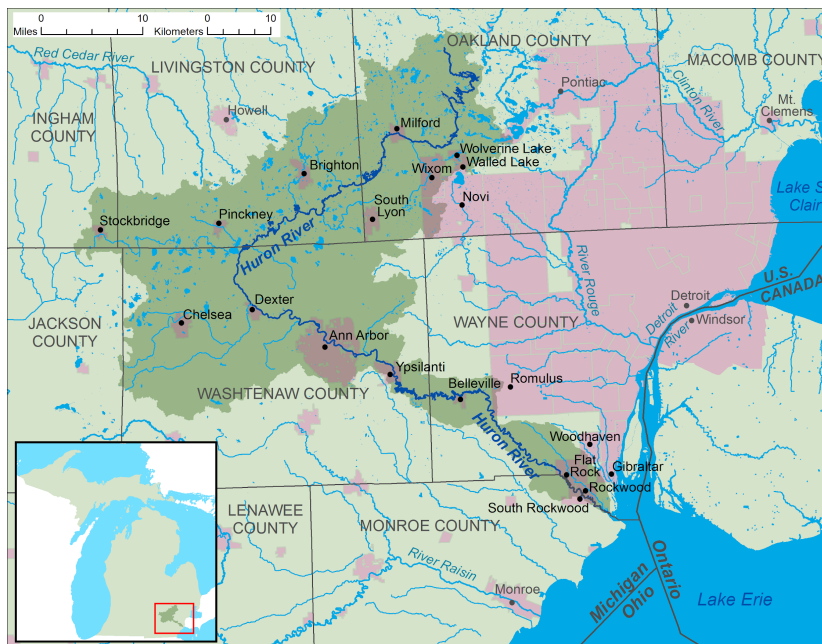 0 10 0 10
Miles Kilometers
Red Cedar River
OAKLAND COUNTY
LIVINGSTON COUNTY
MACOMB COUNTY
Pontiac
Clinton River
Howell
Mt.
Clemens
INGHAM
COUNTY
Milford
Wolverine Lake
Walled Lake
Brighton
Wixom
Lake S
Clair
South
Lyon
Novi
Stockbridge
Pinckney
Huron River
River Rouge
U.S.
CANADA
Dexter
Detroit
Chelsea
WAYNE COUNTY
Detroit
River
Windsor
JACKSON
COUNTY
Ann Arbor
Ypsilanti
Romulus
Belleville
WASHTENAW COUNTY
Huron River
Woodhaven
Flat
Rock
Gibraltar
Rockwood
South Rockwood
LENAWEE
COUNTY
MONROE COUNTY
River Raisin
Monroe
Michigan
Ohio
Ontario
Lake Erie